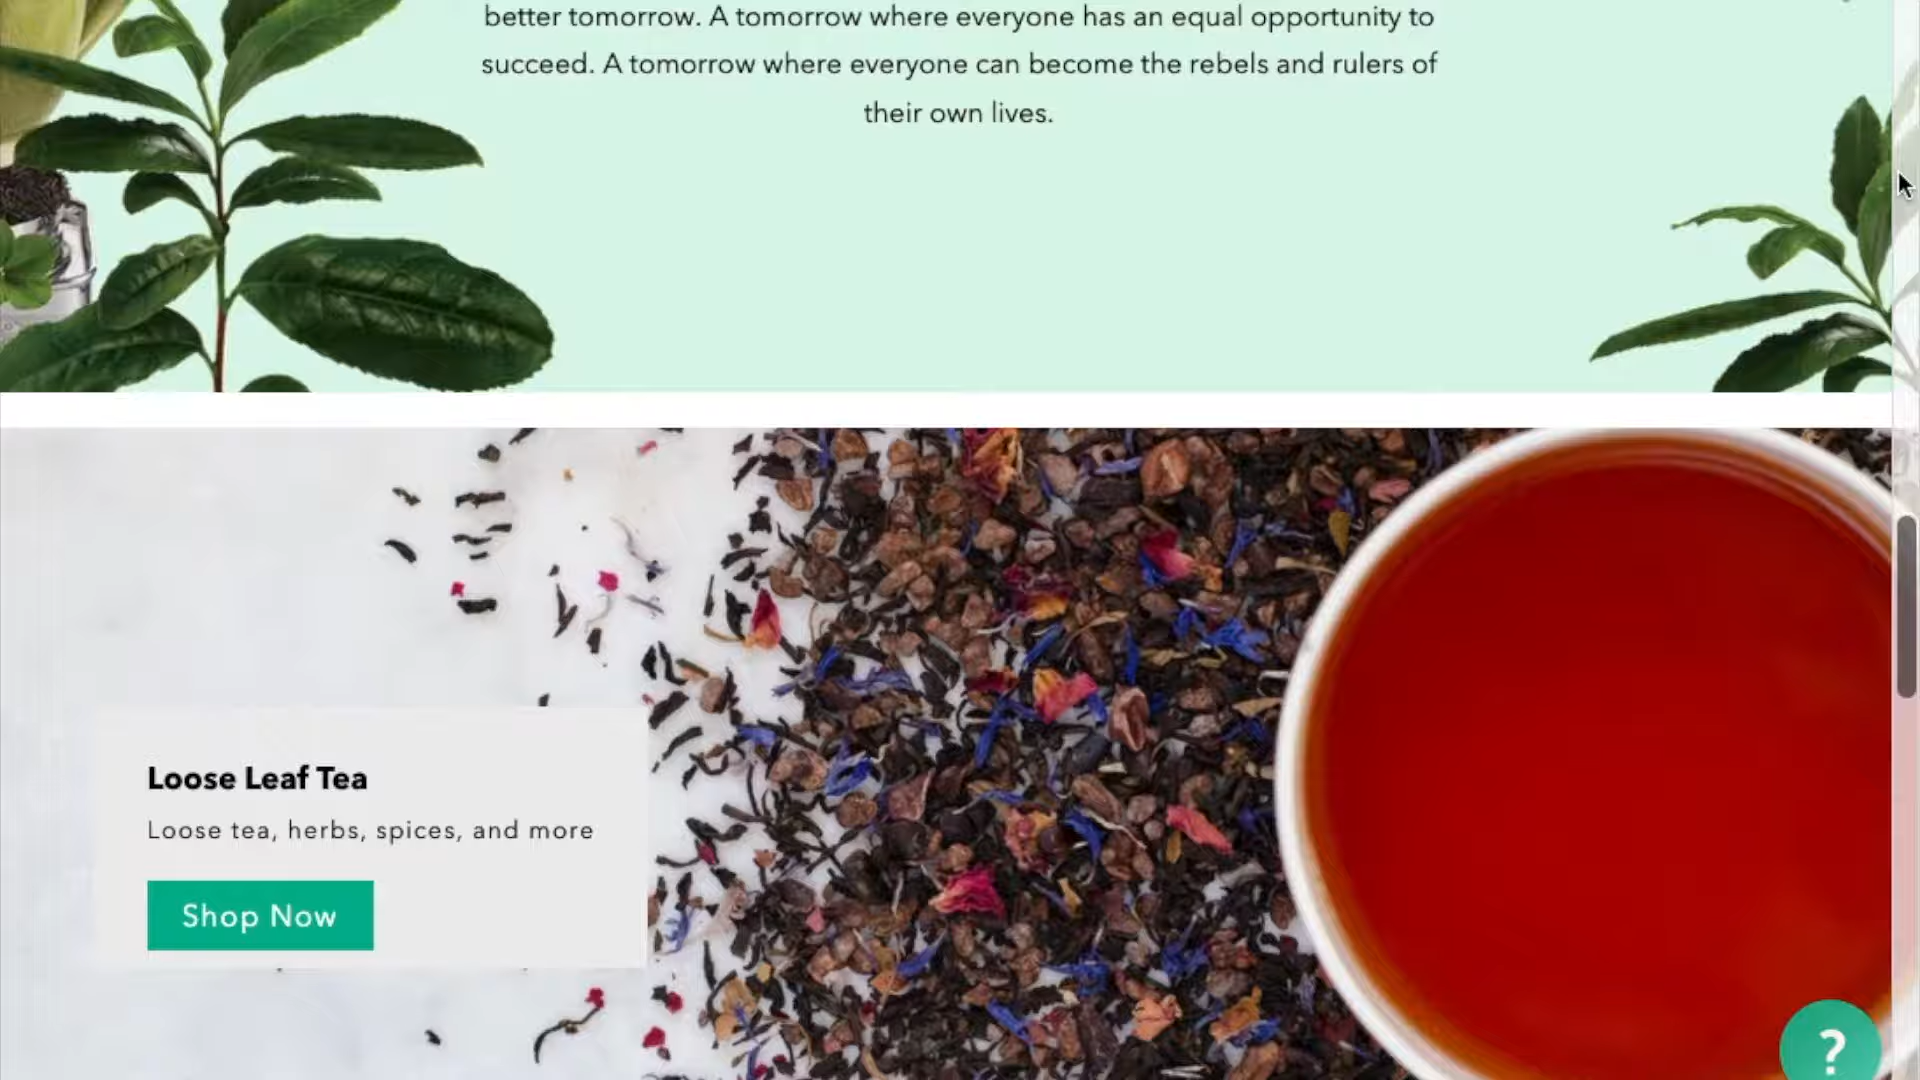 better tomorrow. A tomorrow where everyone has an equal opportunity to
succeed. A tomorrow where everyone can become the rebels and rulers of
their own lives.
Loose Leaf Tea
Loose tea, herbs, spices, and more
Shop Now
?